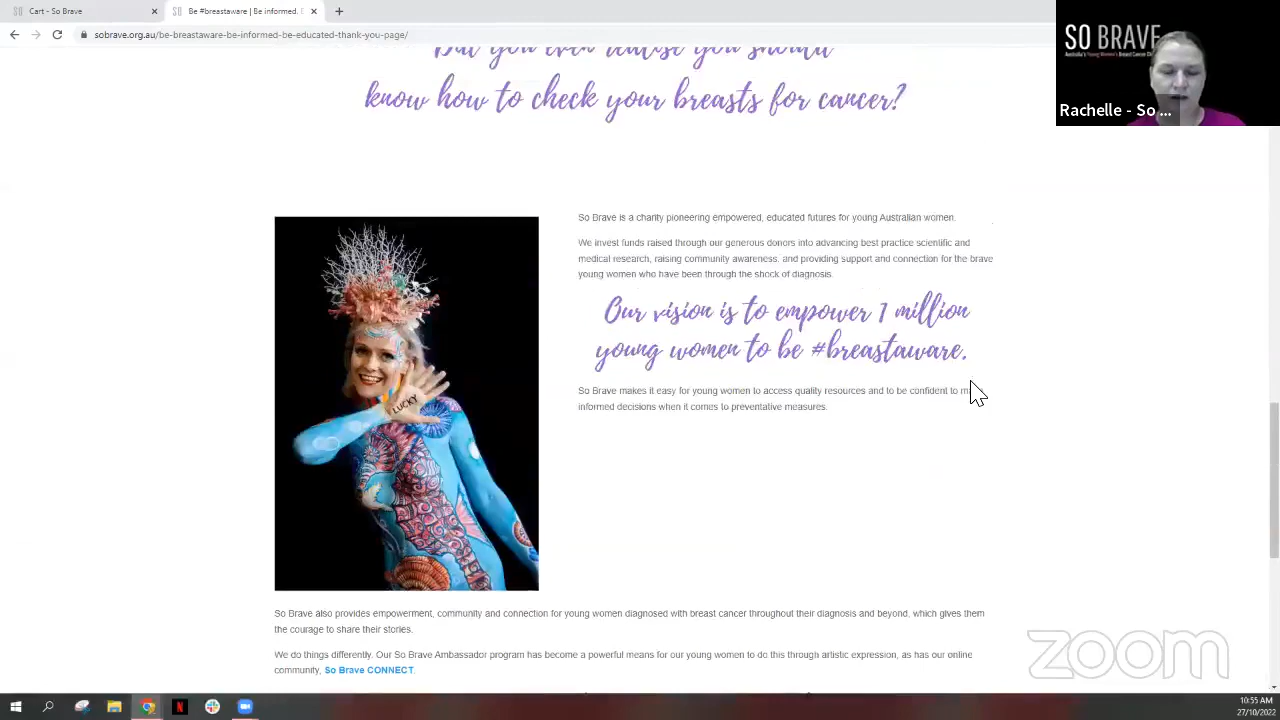 Cart - So Brave
Be #breastaware | Be informed. E
sobrave.org.au/be-breastaware-be-informed-be-educated-thank-you-page/
SO BRAVE
Rachelle - So ...
But you even realise you should
know how to check your breasts for cancer?
So Brave is a charity pioneering empowered, educated futures for young Australian women.
We invest funds raised through our generous donors into advancing best practice scientific and
medical research, raising community awareness, and providing support and connection for the brave
young women who have been through the shock of diagnosis.
Our vision is to empower 1 million
young women to be #breastaware.
So Brave makes it easy for young women to access quality resources and to be confident to
informed decisions when it comes to preventative measures.
LUCKY
So Brave also provides empowerment, community and connection for young women diagnosed with breast cancer throughout their diagnosis and beyond, which gives them
the courage to share their stories.
We do things differently. Our So Brave Ambassador program has become a powerful means for our young women to do this through artistic expression, as has our online
community, So Brave CONNECT.
zoom
10:55 AM
27/10/2022